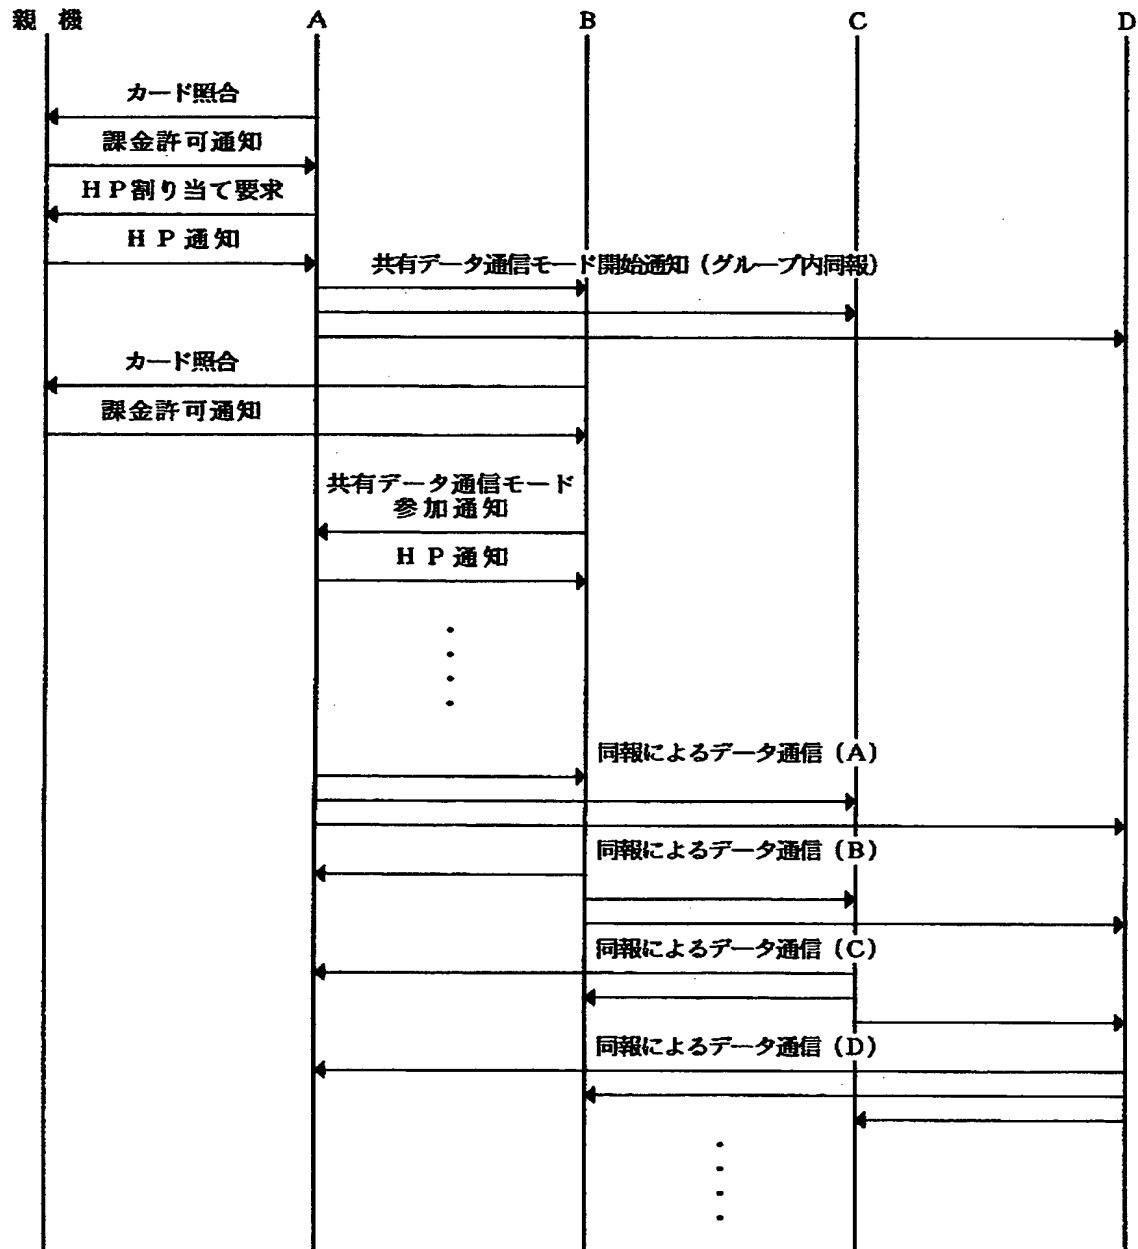 親機 A B C D
カード照合
課金許可通知
HP割り当て要求
HP通知
共有データ通信モード開始通知(グループ内同報)
カード照合
課金許可通知
共有データ通信モード
参加通知
HP通知
同報によるデータ通信(A)
同報によるデータ通信(B)
同報によるデータ通信(C)
同報によるデータ通信(D)